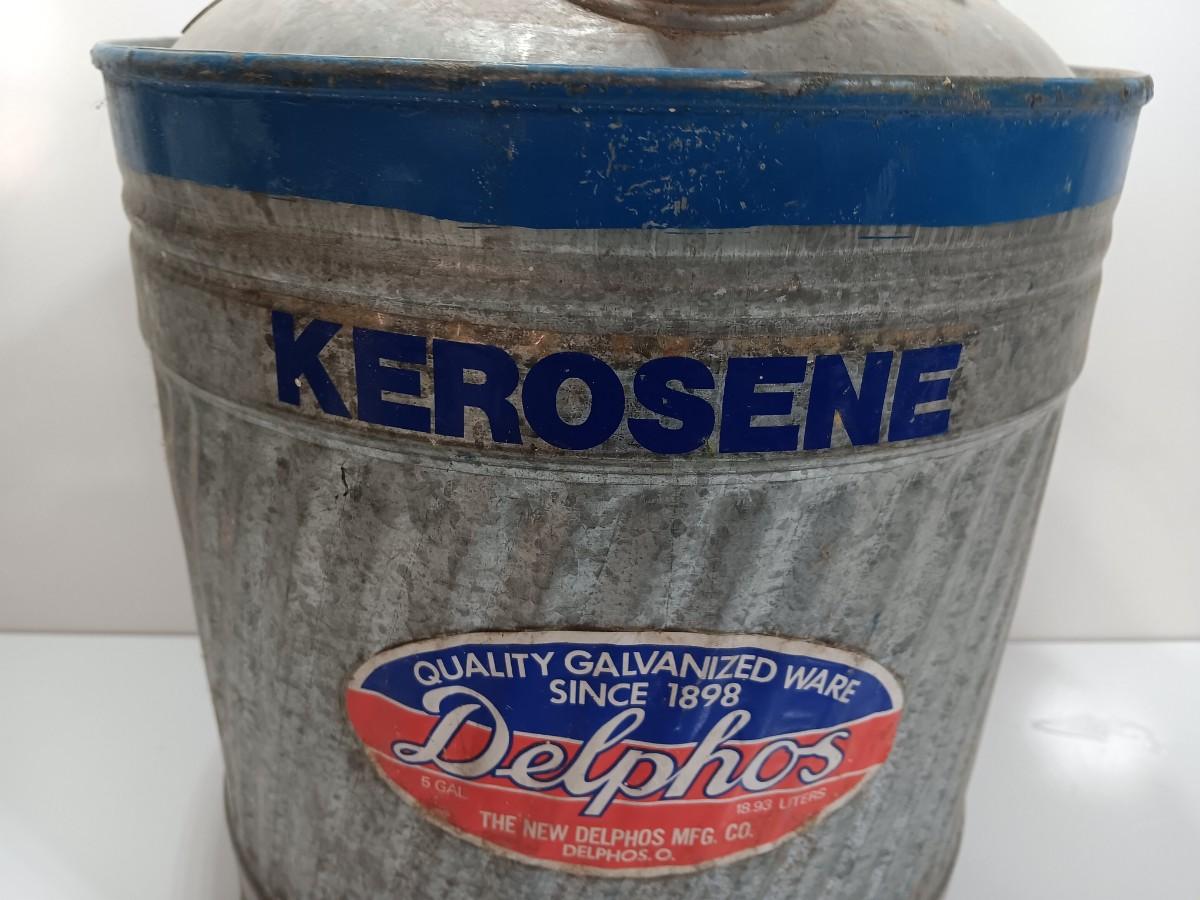 KEROSENE
QUALITY GALVANIZED WARE
SINCE 1898
Delphos
5 GAL. 18.93 LITERS
THE NEW DELPHOS MFG. CO.
DELPHOS, O.